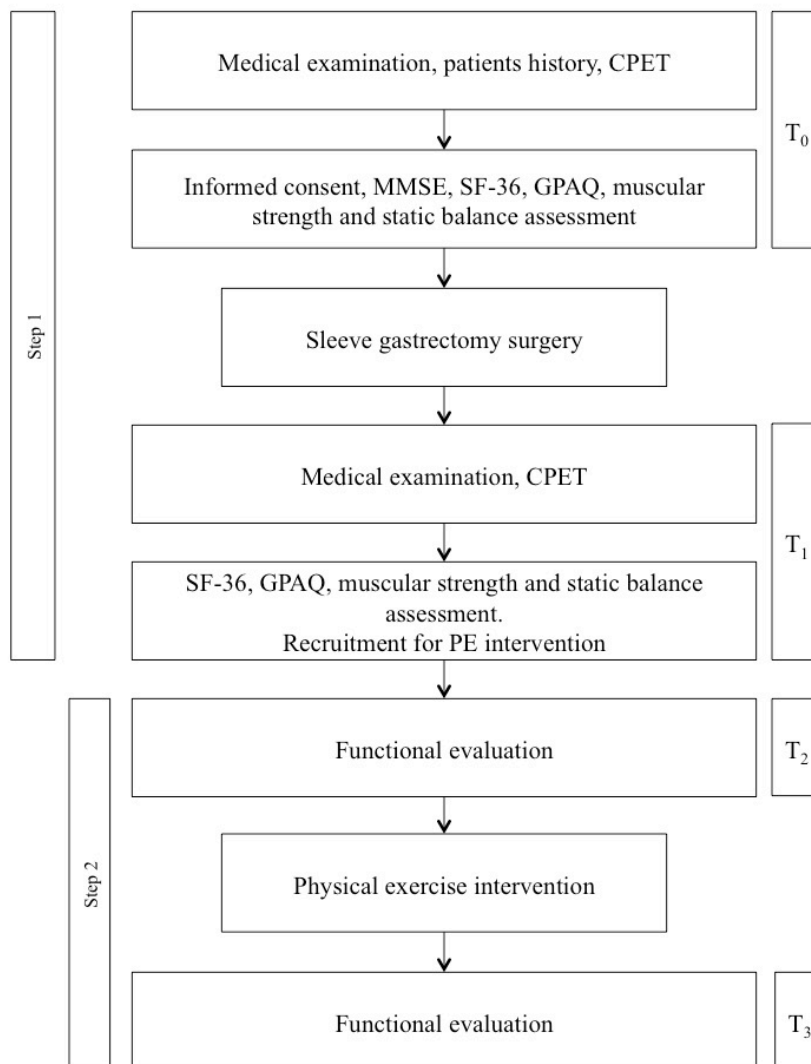 Medical examination, patients history, CPET
T0
Informed consent, MMSE, SF-36, GPAQ, muscular
strength and static balance assessment
Step 1
Sleeve gastrectomy surgery
Medical examination, CPET
T1
SF-36, GPAQ, muscular strength and static balance
assessment.
Recruitment for PE intervention
Functional evaluation
T2
Step 2
Physical exercise intervention
Functional evaluation
T3